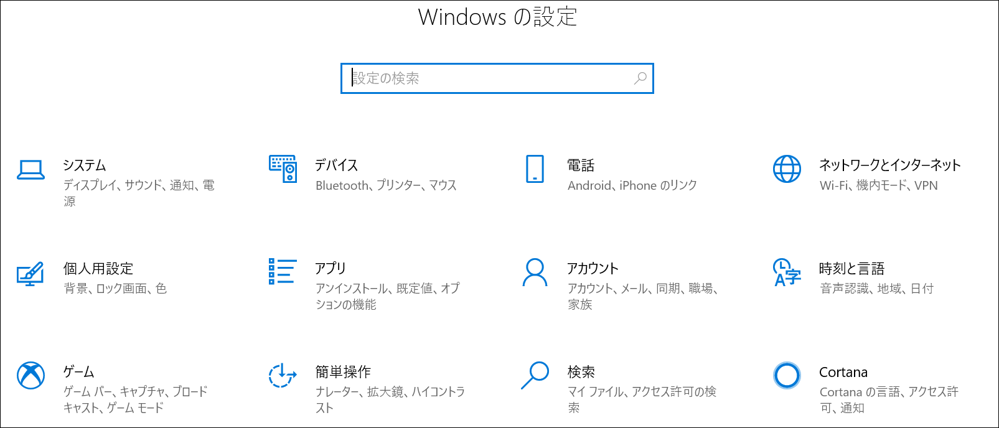 Windows の設定
設定の検索
システム
ディスプレイ、サウンド、通知、電
源
デバイス
Bluetooth、プリンター、マウス
電話
Android、iPhone のリンク
ネットワークとインターネット
Wi-Fi、機内モード、VPN
個人用設定
背景、ロック画面、色
アプリ
アンインストール、既定値、オプ
ションの機能
アカウント
アカウント、メール、同期、職場、
家族
時刻と言語
音声認識、地域、日付
ゲーム
ゲーム バー、キャプチャ、ブロード
キャスト、ゲーム モード
簡単操作
ナレーター、拡大鏡、ハイコントラ
スト
検索
マイ ファイル、アクセス許可の検
索
Cortana
Cortana の言語、アクセス許
可、通知